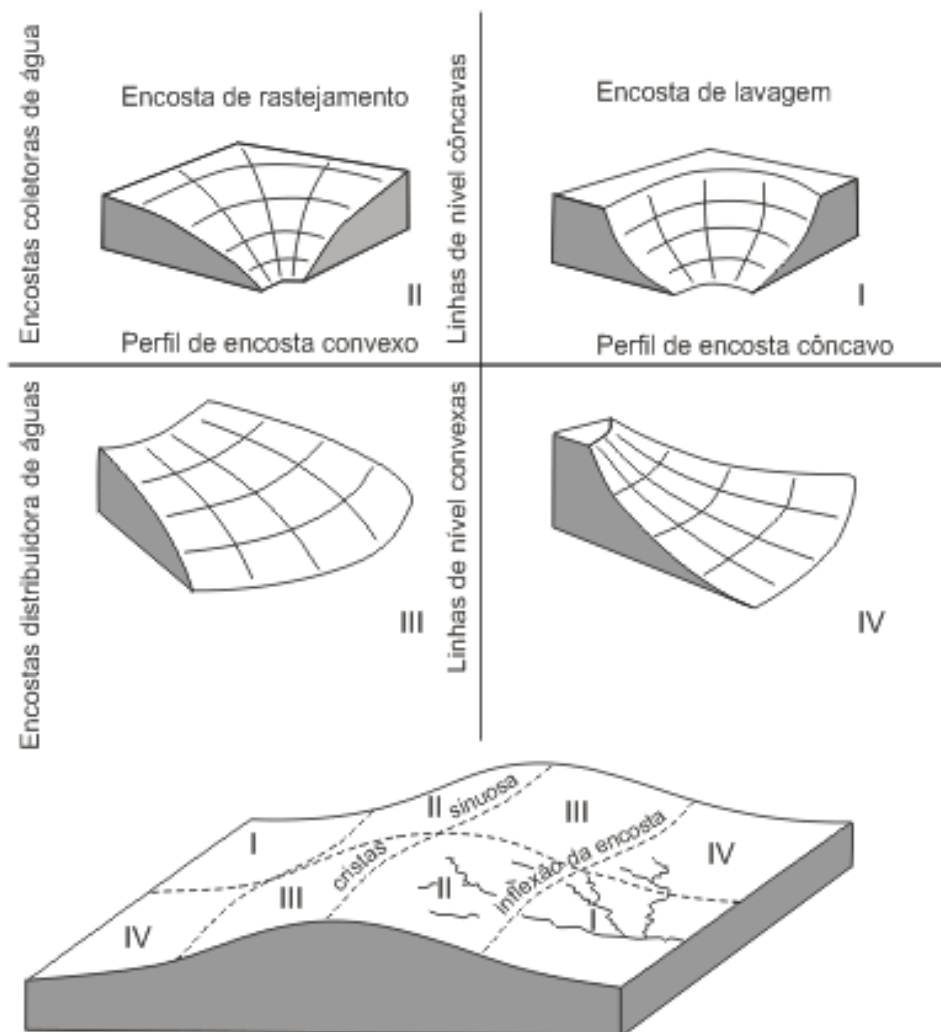 Encostas coletoras de água
Encosta de rastejamento
II
Perfil de encosta convexo
Linhas de nível côncavas
Encosta de lavagem
I
Perfil de encosta côncavo
Encostas distribuidora de águas
III
Linhas de nível convexas
IV
II
sinuosa
III
I
cristas
inflexão da encosta
IV
II
III
I
IV